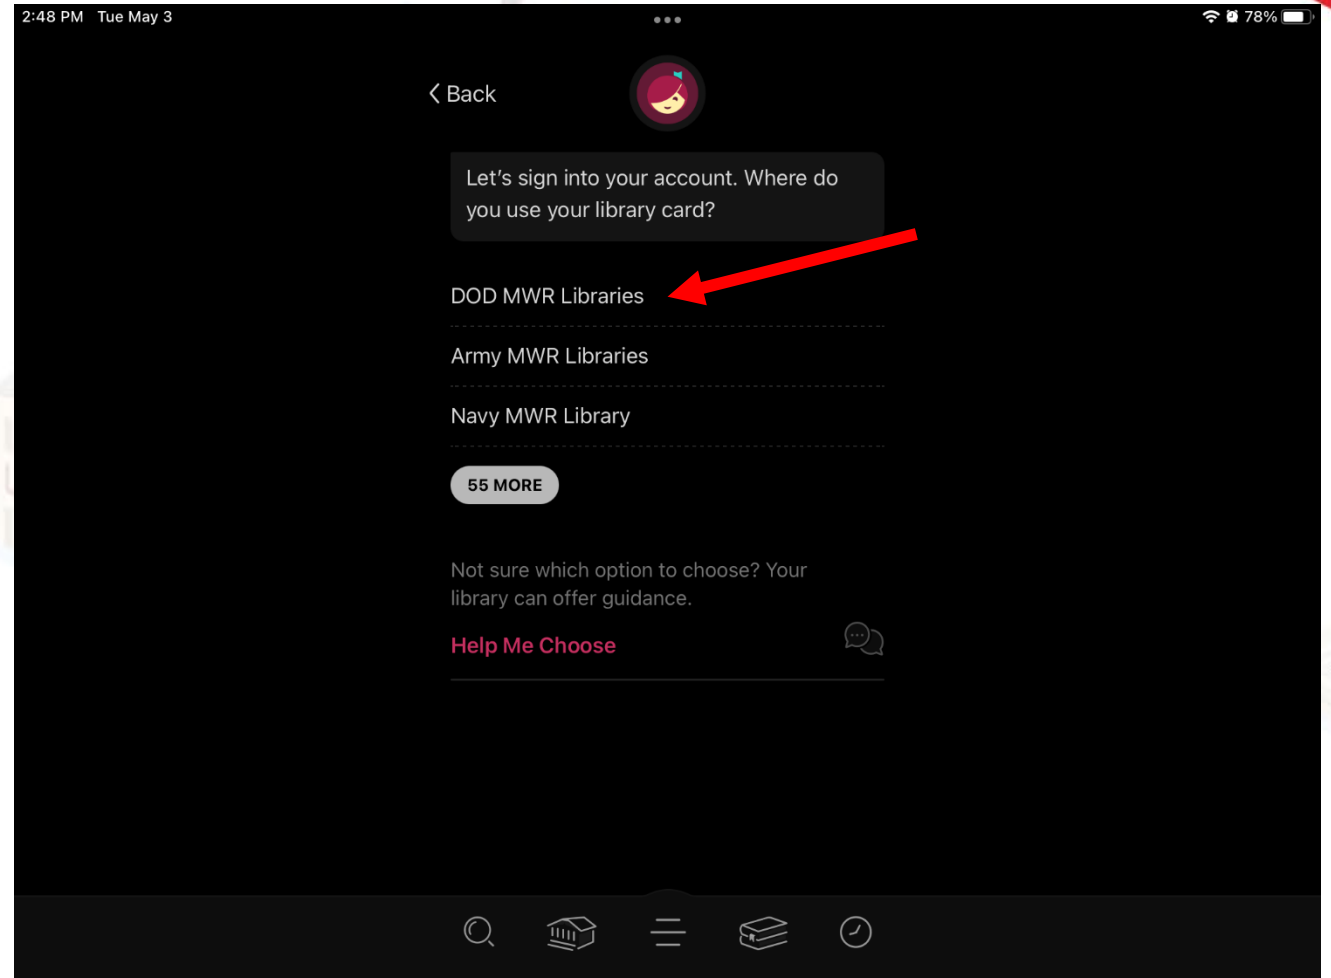 2:48 PM Tue May 3
78%
Back
Let's sign into your account. Where do
you use your library card?
DOD MWR Libraries
Army MWR Libraries
Navy MWR Library
55 MORE
Not sure which option to choose? Your
library can offer guidance.
Help Me Choose